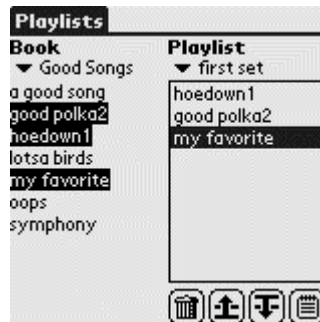 Playlists
Book
Good Songs
a good song
good polka2
hoedown1
lotsa birds
my favorite
oops
symphony
Playlist
first set
hoedown1
good polka2
my favorite